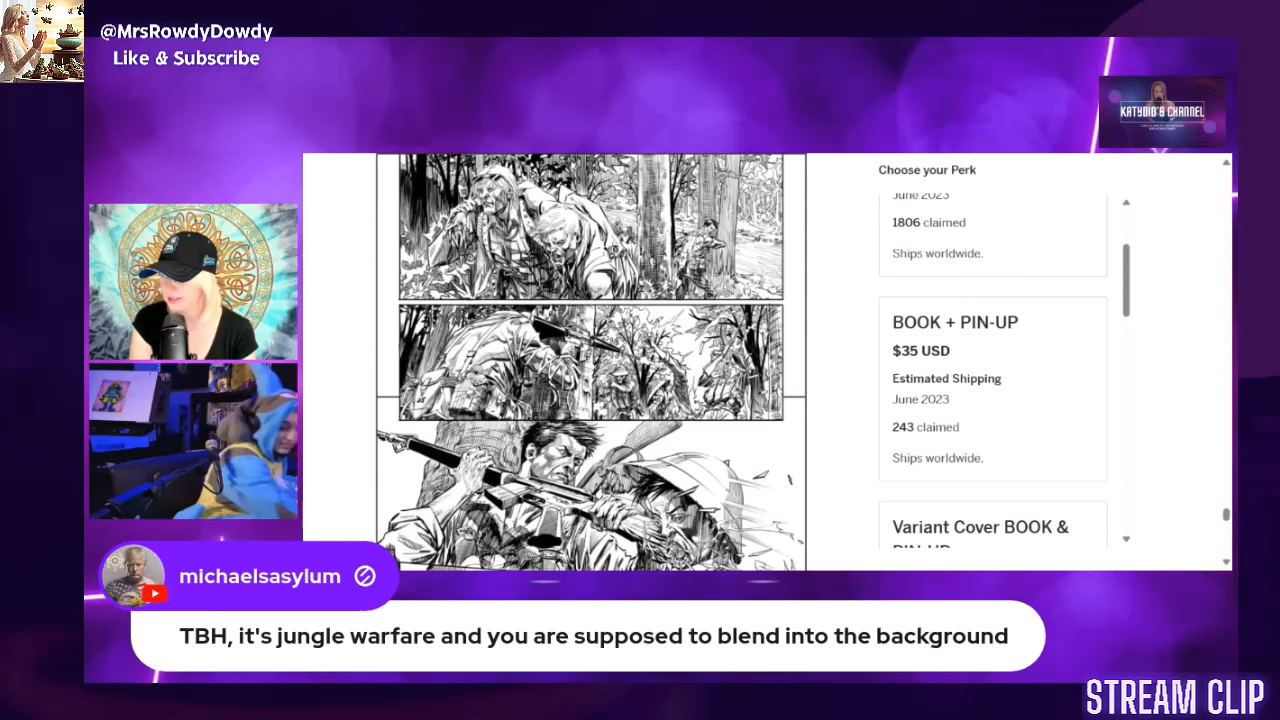 @MrsRowdyDowdy
Like & Subscribe
KATYDID'S CHANNEL
Choose your Perk
June 2023
1806 claimed
Ships worldwide.
BOOK + PIN-UP
$35 USD
Estimated Shipping
June 2023
243 claimed
Ships worldwide.
Variant Cover BOOK &
PIN-UP
michaelsasylum
TBH, it's jungle warfare and you are supposed to blend into the background
STREAM CLIP